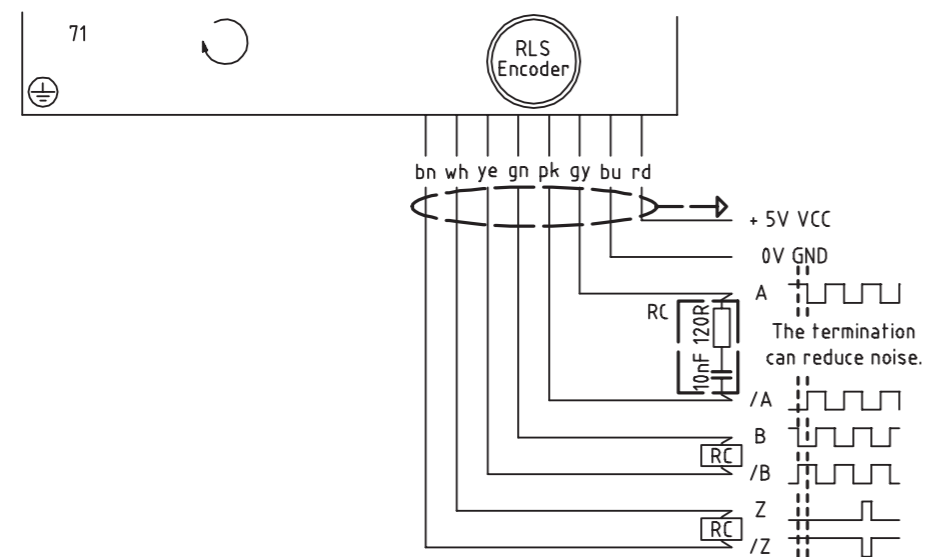 71
RLS
Encoder
bn wh ye gn pk gy bu rd
+ 5V VCC
0V GND
A
RC
120R
10nF
The termination
can reduce noise.
/A
B
RC
/B
Z
RC
/Z